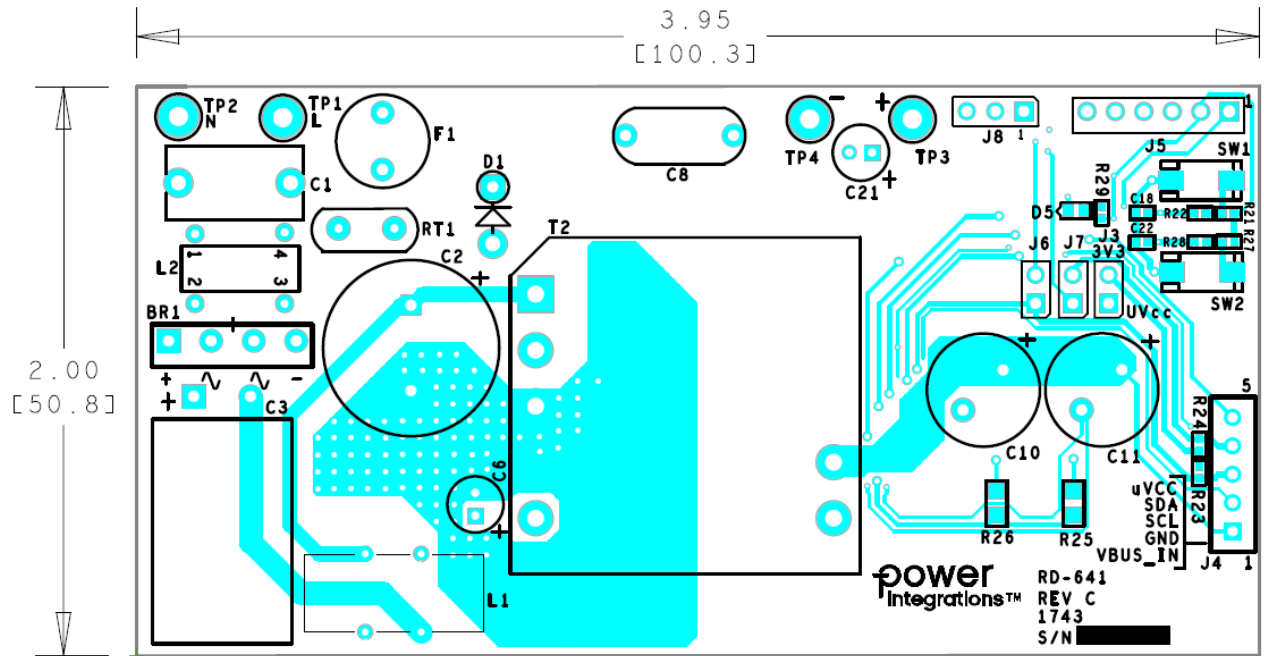 3.95
[100.3]
2.00
[50.8]
TP2
N
TP1
L
F1
C1
D1
RT1
L2
1
2
4
3
BR1
+
+
-
+
C3
C2
+
C8
T2
TP4
-
+
TP3
C21
+
J8
1
1
J5
SW1
R29
D5
C18
R22
R21
J6
J7
J3
3V3
C22
R28
R27
SW2
UVcc
+
+
C10
C11
5
R24
R23
C9
+
L1
R26
R25
uVCC
SDA
SCL
GND
VBUS_IN
J4
1
power
integrations™
RD-641
REV C
1743
S/N